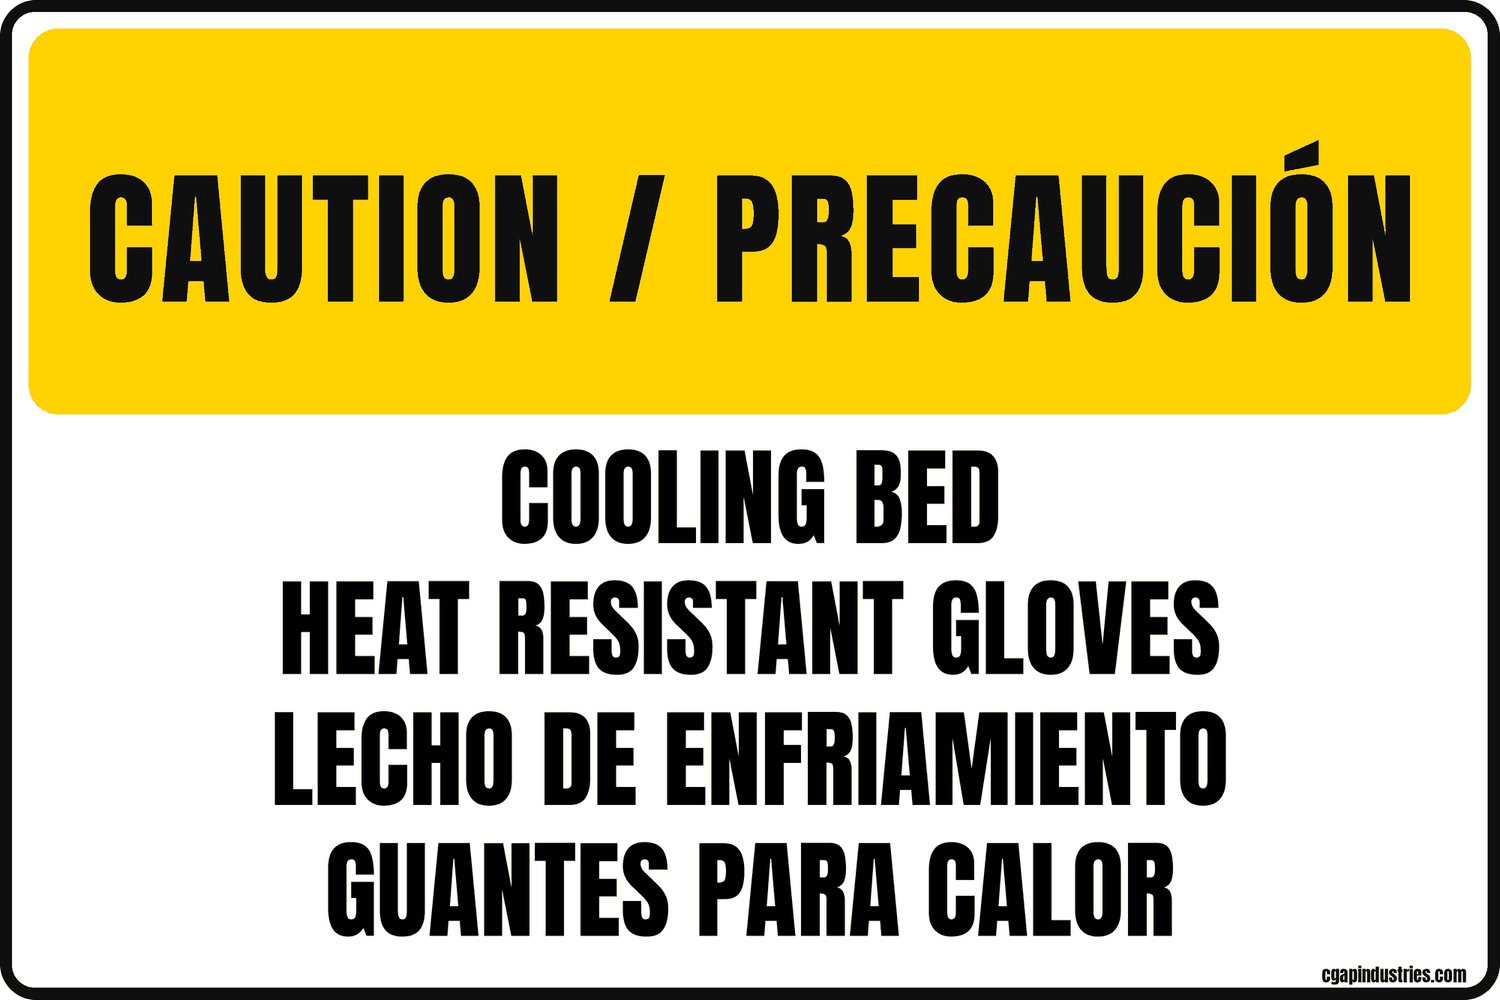 CAUTION / PRECAUCIÓN
COOLING BED
HEAT RESISTANT GLOVES
LECHO DE ENFRIAMIENTO
GUANTES PARA CALOR
cgapindustries.com